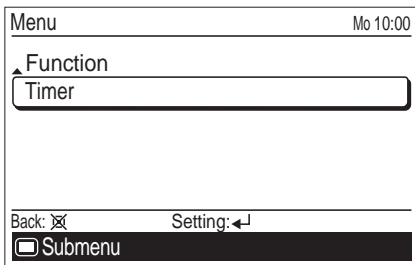 Menu Mo 10:00
Function
Timer
Back: Setting:
Submenu